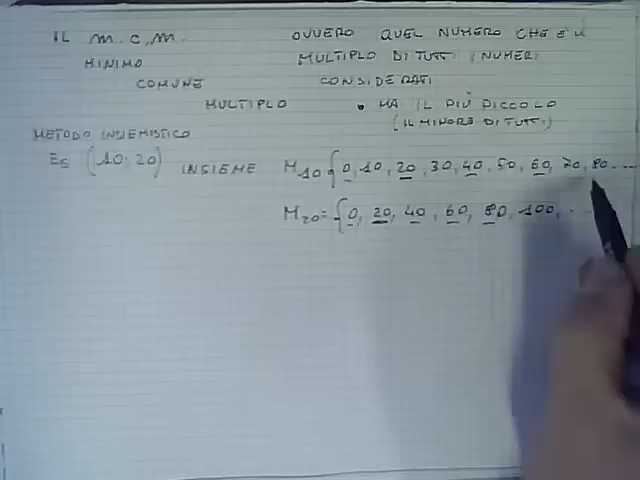 IL m.c.m. OVVERO QUEL NUMERO CHE È IL
MINIMO MULTIPLO DI TUTTI I NUMERI
COMUNE CONSIDERATI
MULTIPLO • MA IL PIÙ PICCOLO
(IL MINORE DI TUTTI)
METODO INSIEMISTICO
ES (10; 20) INSIEME M10={0, 10, 20, 30, 40, 50, 60, 70, 80....
M20={0, 20, 40, 60, 80, 100, ..